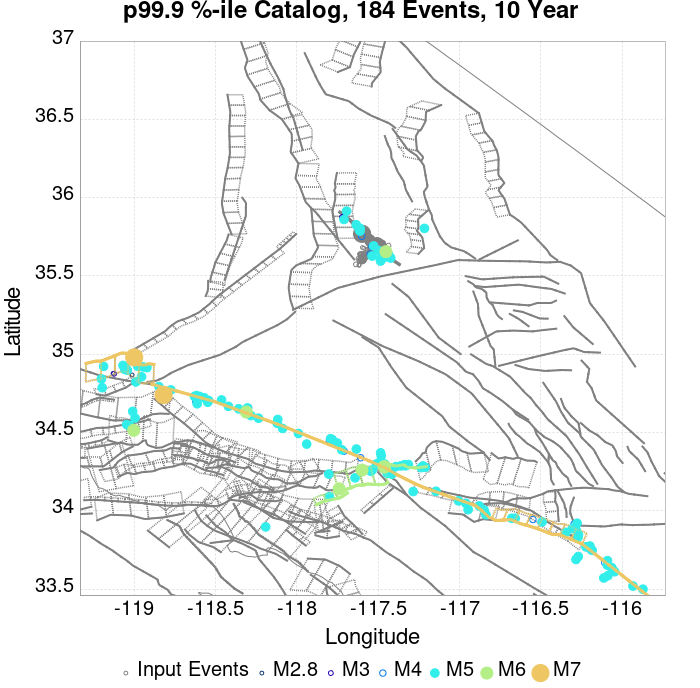 p99.9 %-ile Catalog, 184 Events, 10 Year
37
36.5
36
35.5
35
34.5
34
33.5
Latitude
-119 -118.5 -118 -117.5 -117 -116.5 -116
Longitude
Input Events M2.8 M3 M4 M5 M6 M7